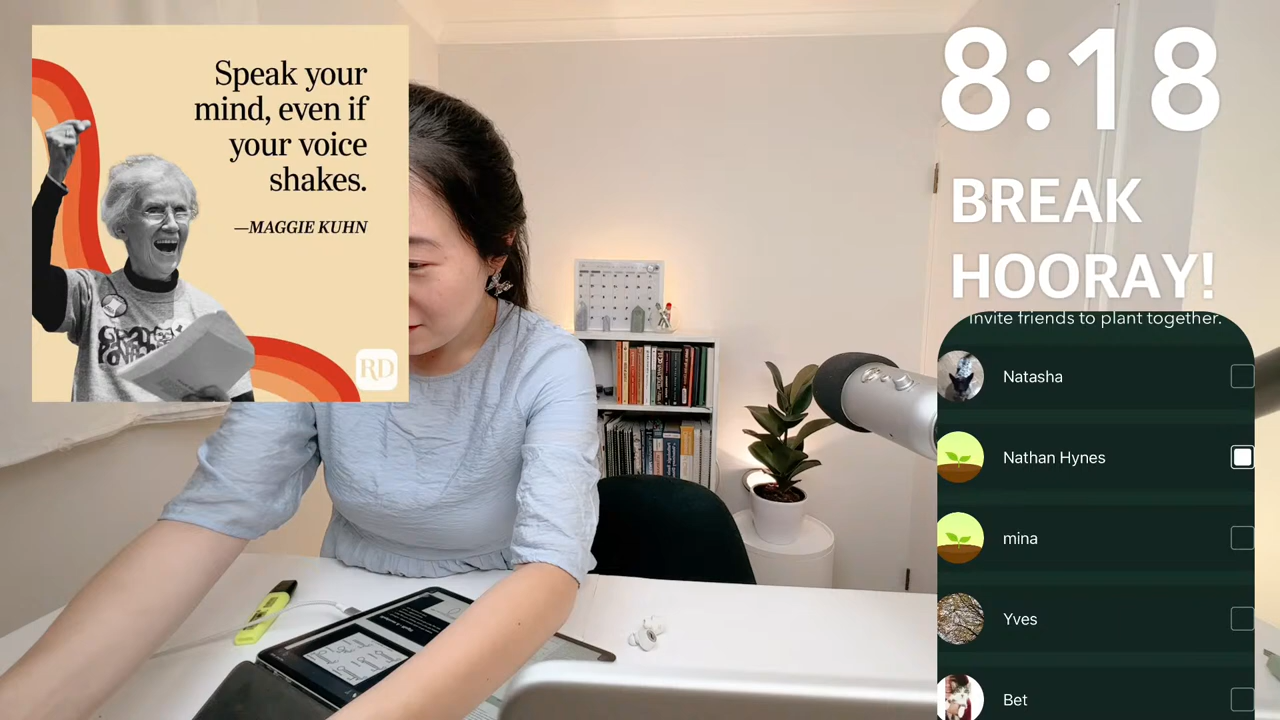 Speak your
mind, even if
your voice
shakes.
—MAGGIE KUHN
RD
8:18
BREAK
HOORAY!
Invite friends to plant together.
Natasha
Nathan Hynes
mina
Yves
Bet